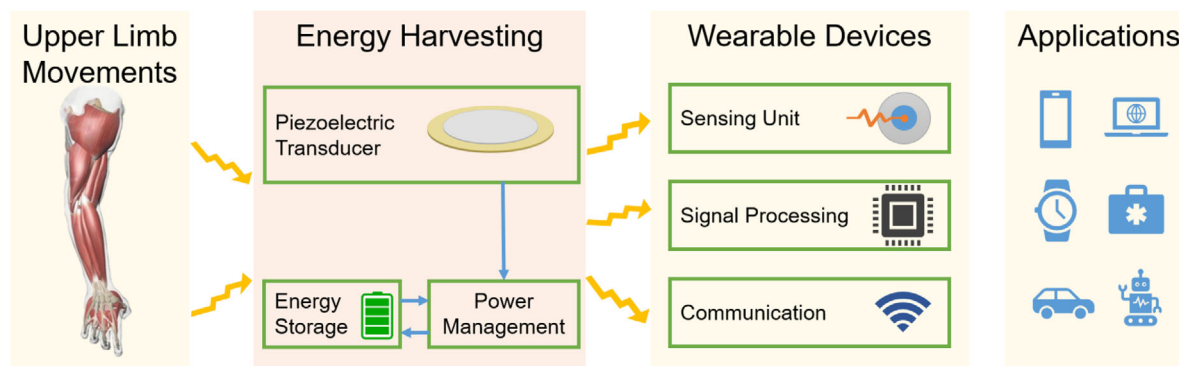 Upper Limb
Movements
Energy Harvesting
Piezoelectric
Transducer
Energy
Storage
Power
Management
Wearable Devices
Sensing Unit
Signal Processing
Communication
Applications